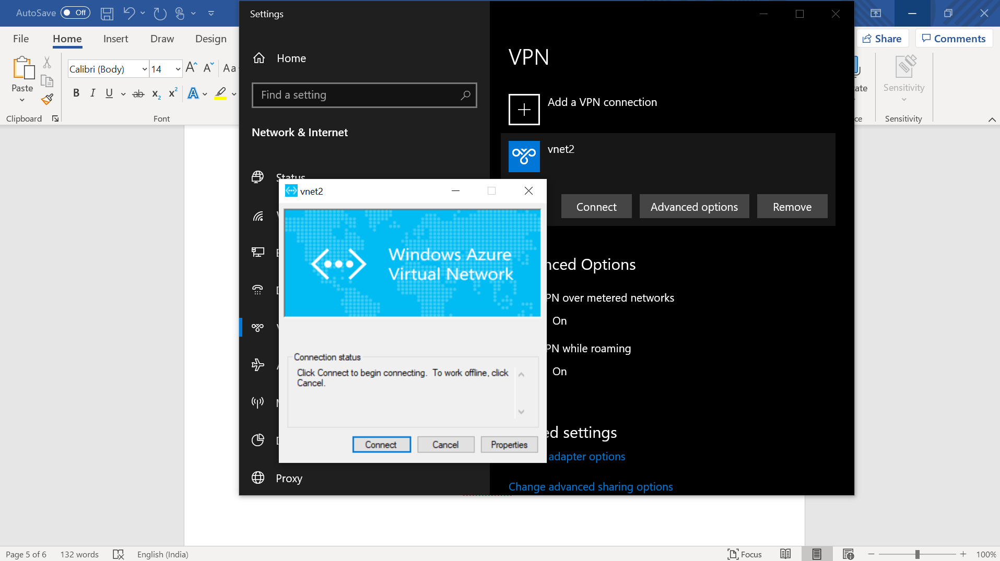 AutoSave Off
File Home Insert Draw Design
Share Comments
Calibri (Body) 14 Aa
Paste
B I U ab x2 x2 A
Clipboard Font
Sensitivity
ate
ce Sensitivity
Settings
Home
Find a setting
Network & Internet
Status
Proxy
VPN
Add a VPN connection
vnet2
Connect Advanced options Remove
nced Options
PN over metered networks
On
PN while roaming
On
ed settings
adapter options
Change advanced sharing options
vnet2
Windows Azure
Virtual Network
Connection status
Click Connect to begin connecting. To work offline, click
Cancel.
Connect Cancel Properties
Page 5 of 6 132 words English (India) Focus 100%